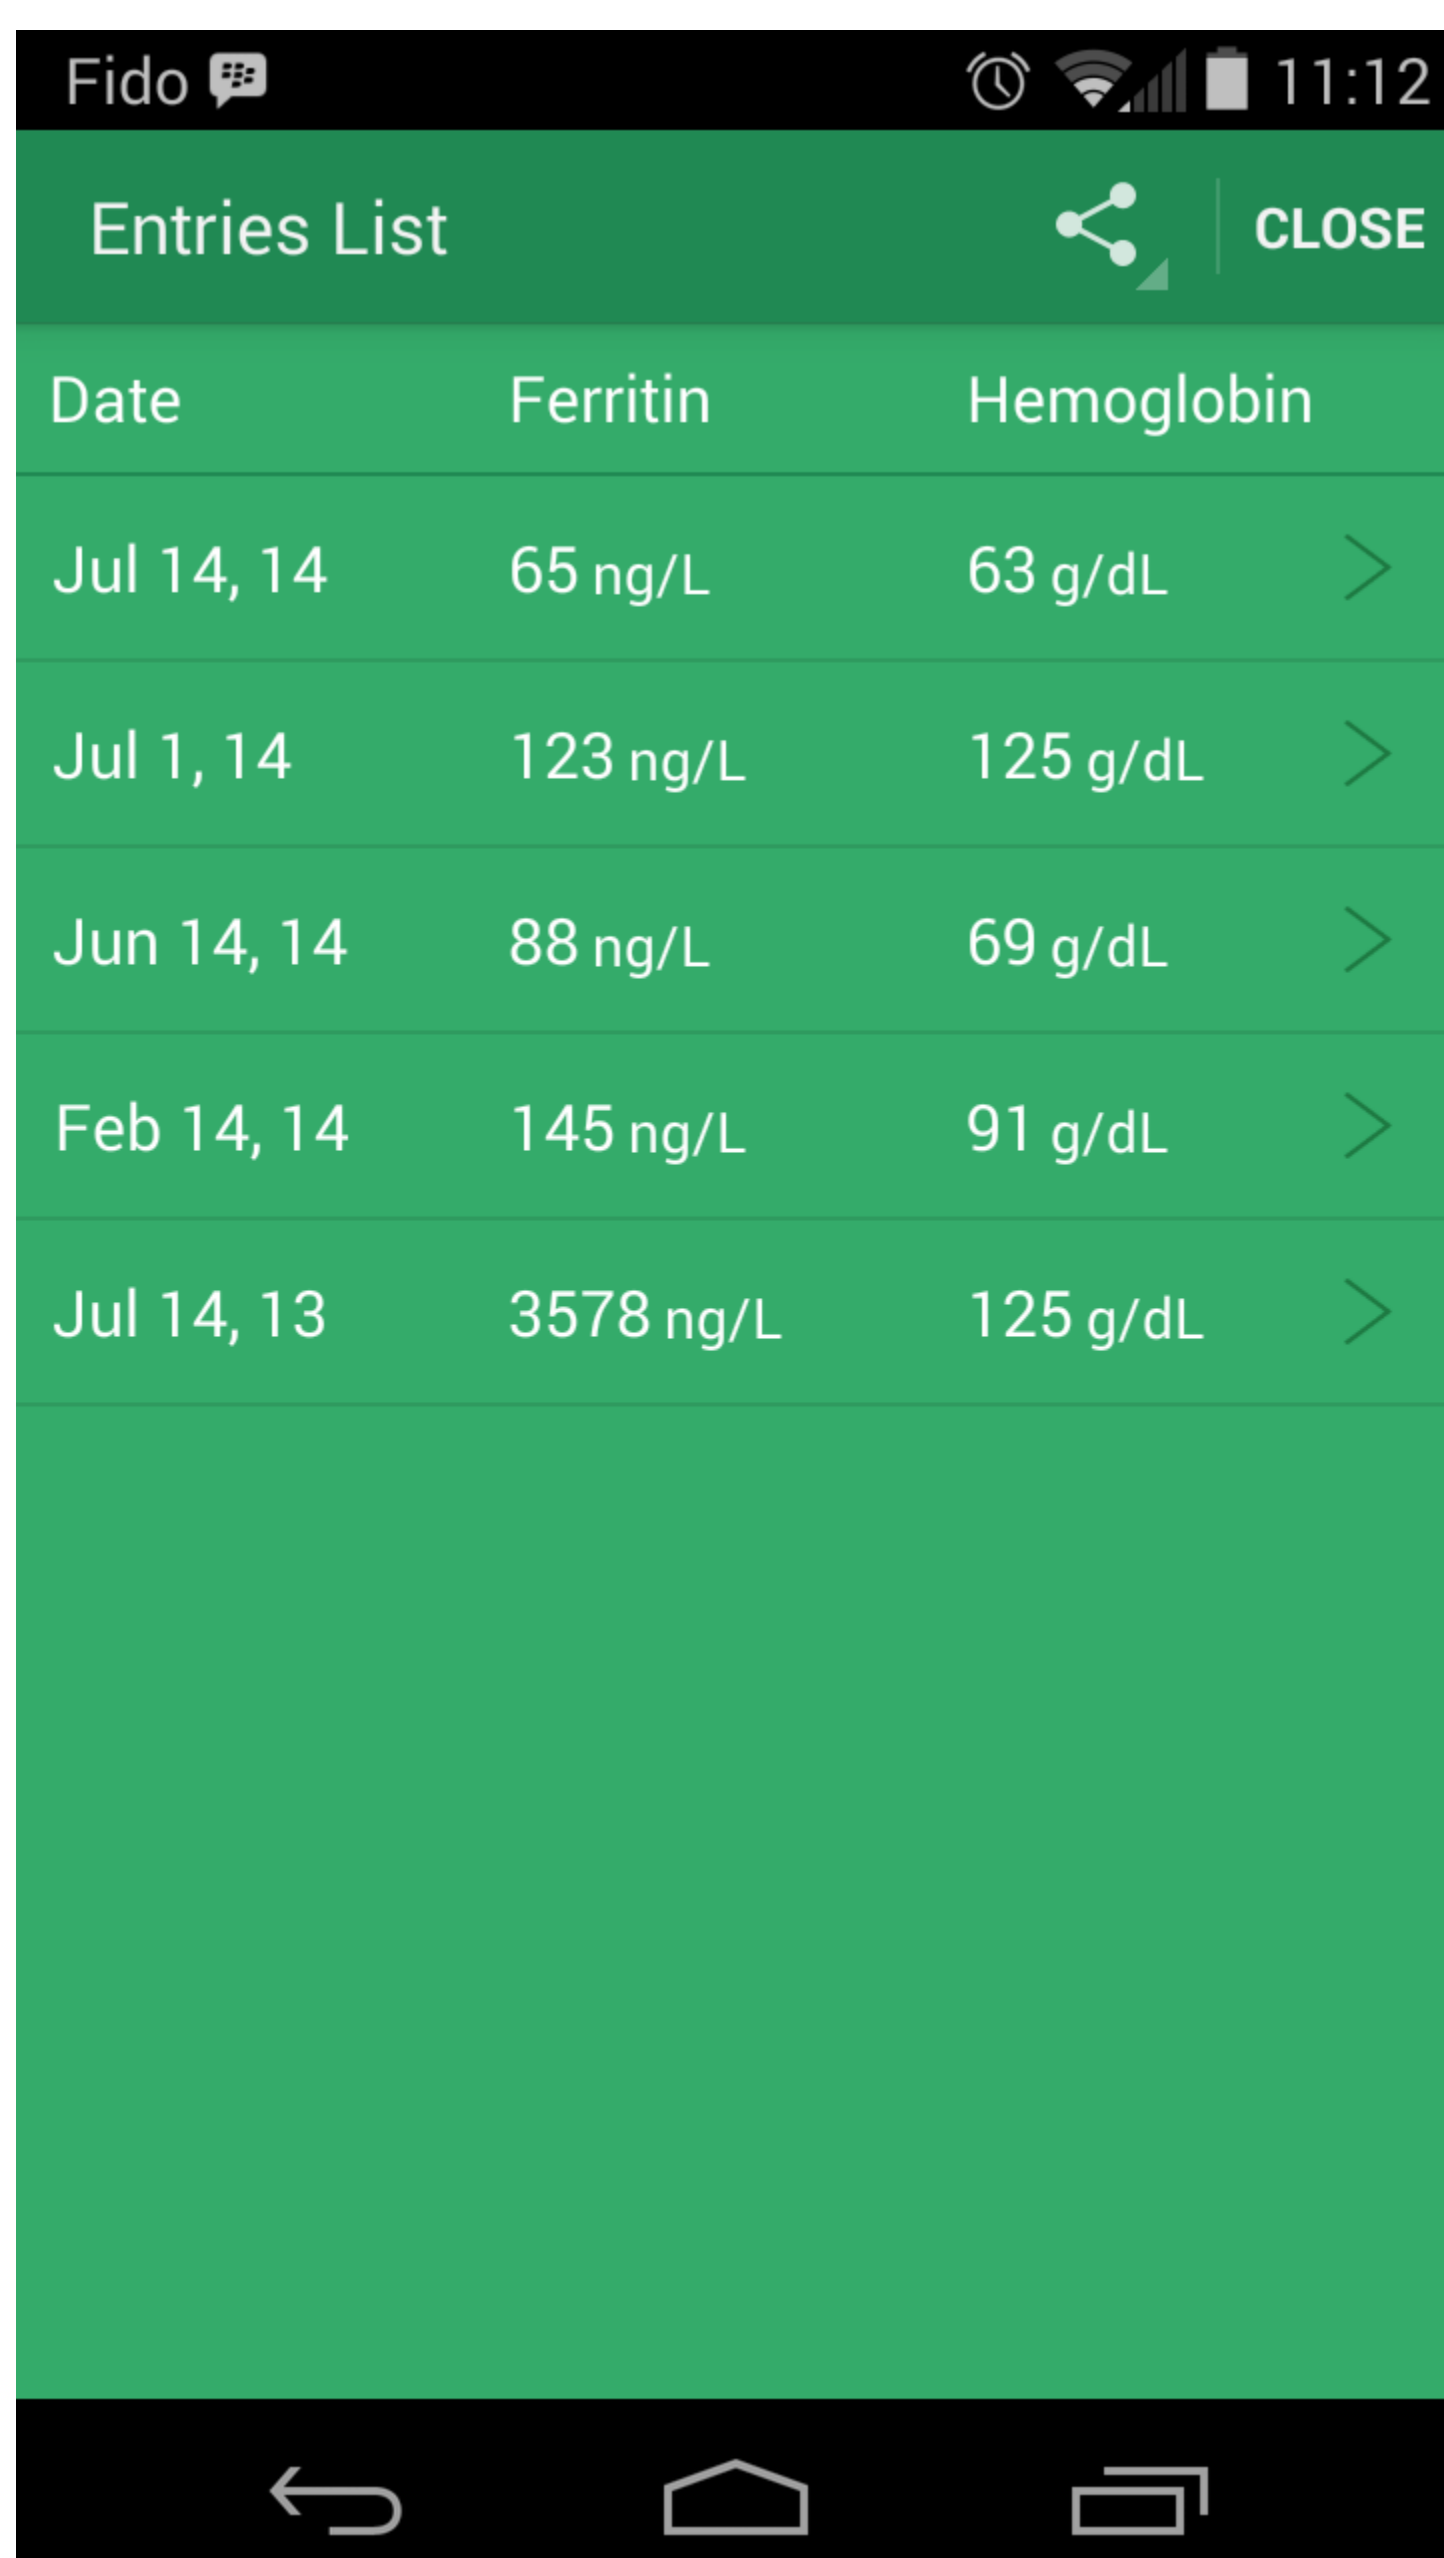 Fido 11:12
Entries List CLOSE
Date Ferritin Hemoglobin
Jul 14, 14 65 ng/L 63 g/dL
Jul 1, 14 123 ng/L 125 g/dL
Jun 14, 14 88 ng/L 69 g/dL
Feb 14, 14 145 ng/L 91 g/dL
Jul 14, 13 3578 ng/L 125 g/dL